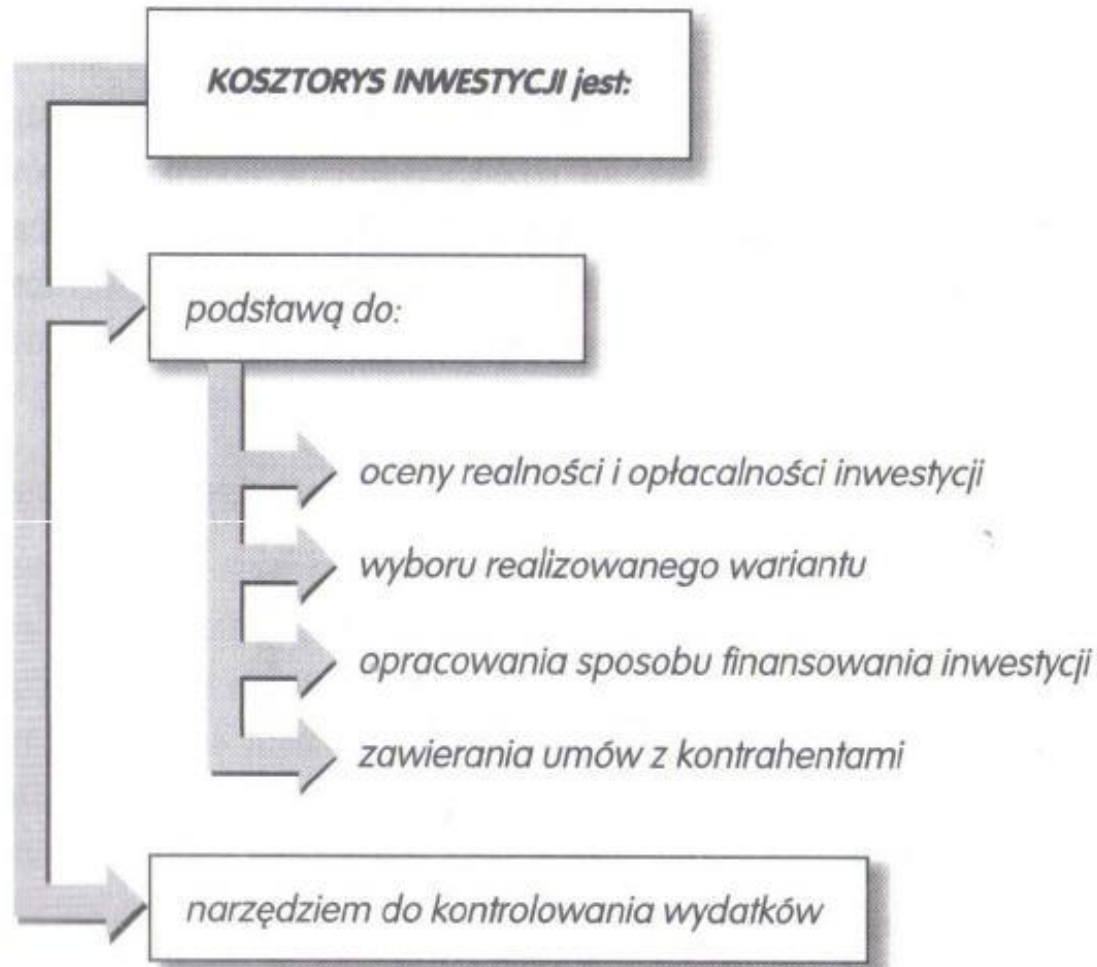 KOSZTORYS INWESTYCJI jest:
podstawą do:
oceny realności i opłacalności inwestycji
wyboru realizowanego wariantu
opracowania sposobu finansowania inwestycji
zawierania umów z kontrahentami
narzędziem do kontrolowania wydatków